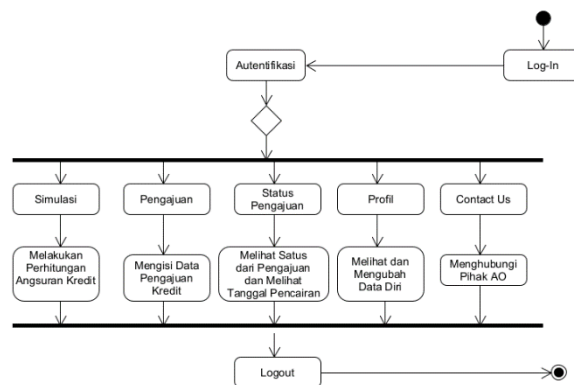 Log-In
Autentifikasi
Simulasi
Pengajuan
Status
Pengajuan
Profil
Contact Us
Melakukan
Perhitungan
Angsuran Kredit
Mengisi Data
Pengajuan
Kredit
Melihat Satus
dari Pengajuan
dan Melihat
Tanggal Pencairan
Melihat dan
Mengubah
Data Diri
Menghubungi
Pihak AO
Logout